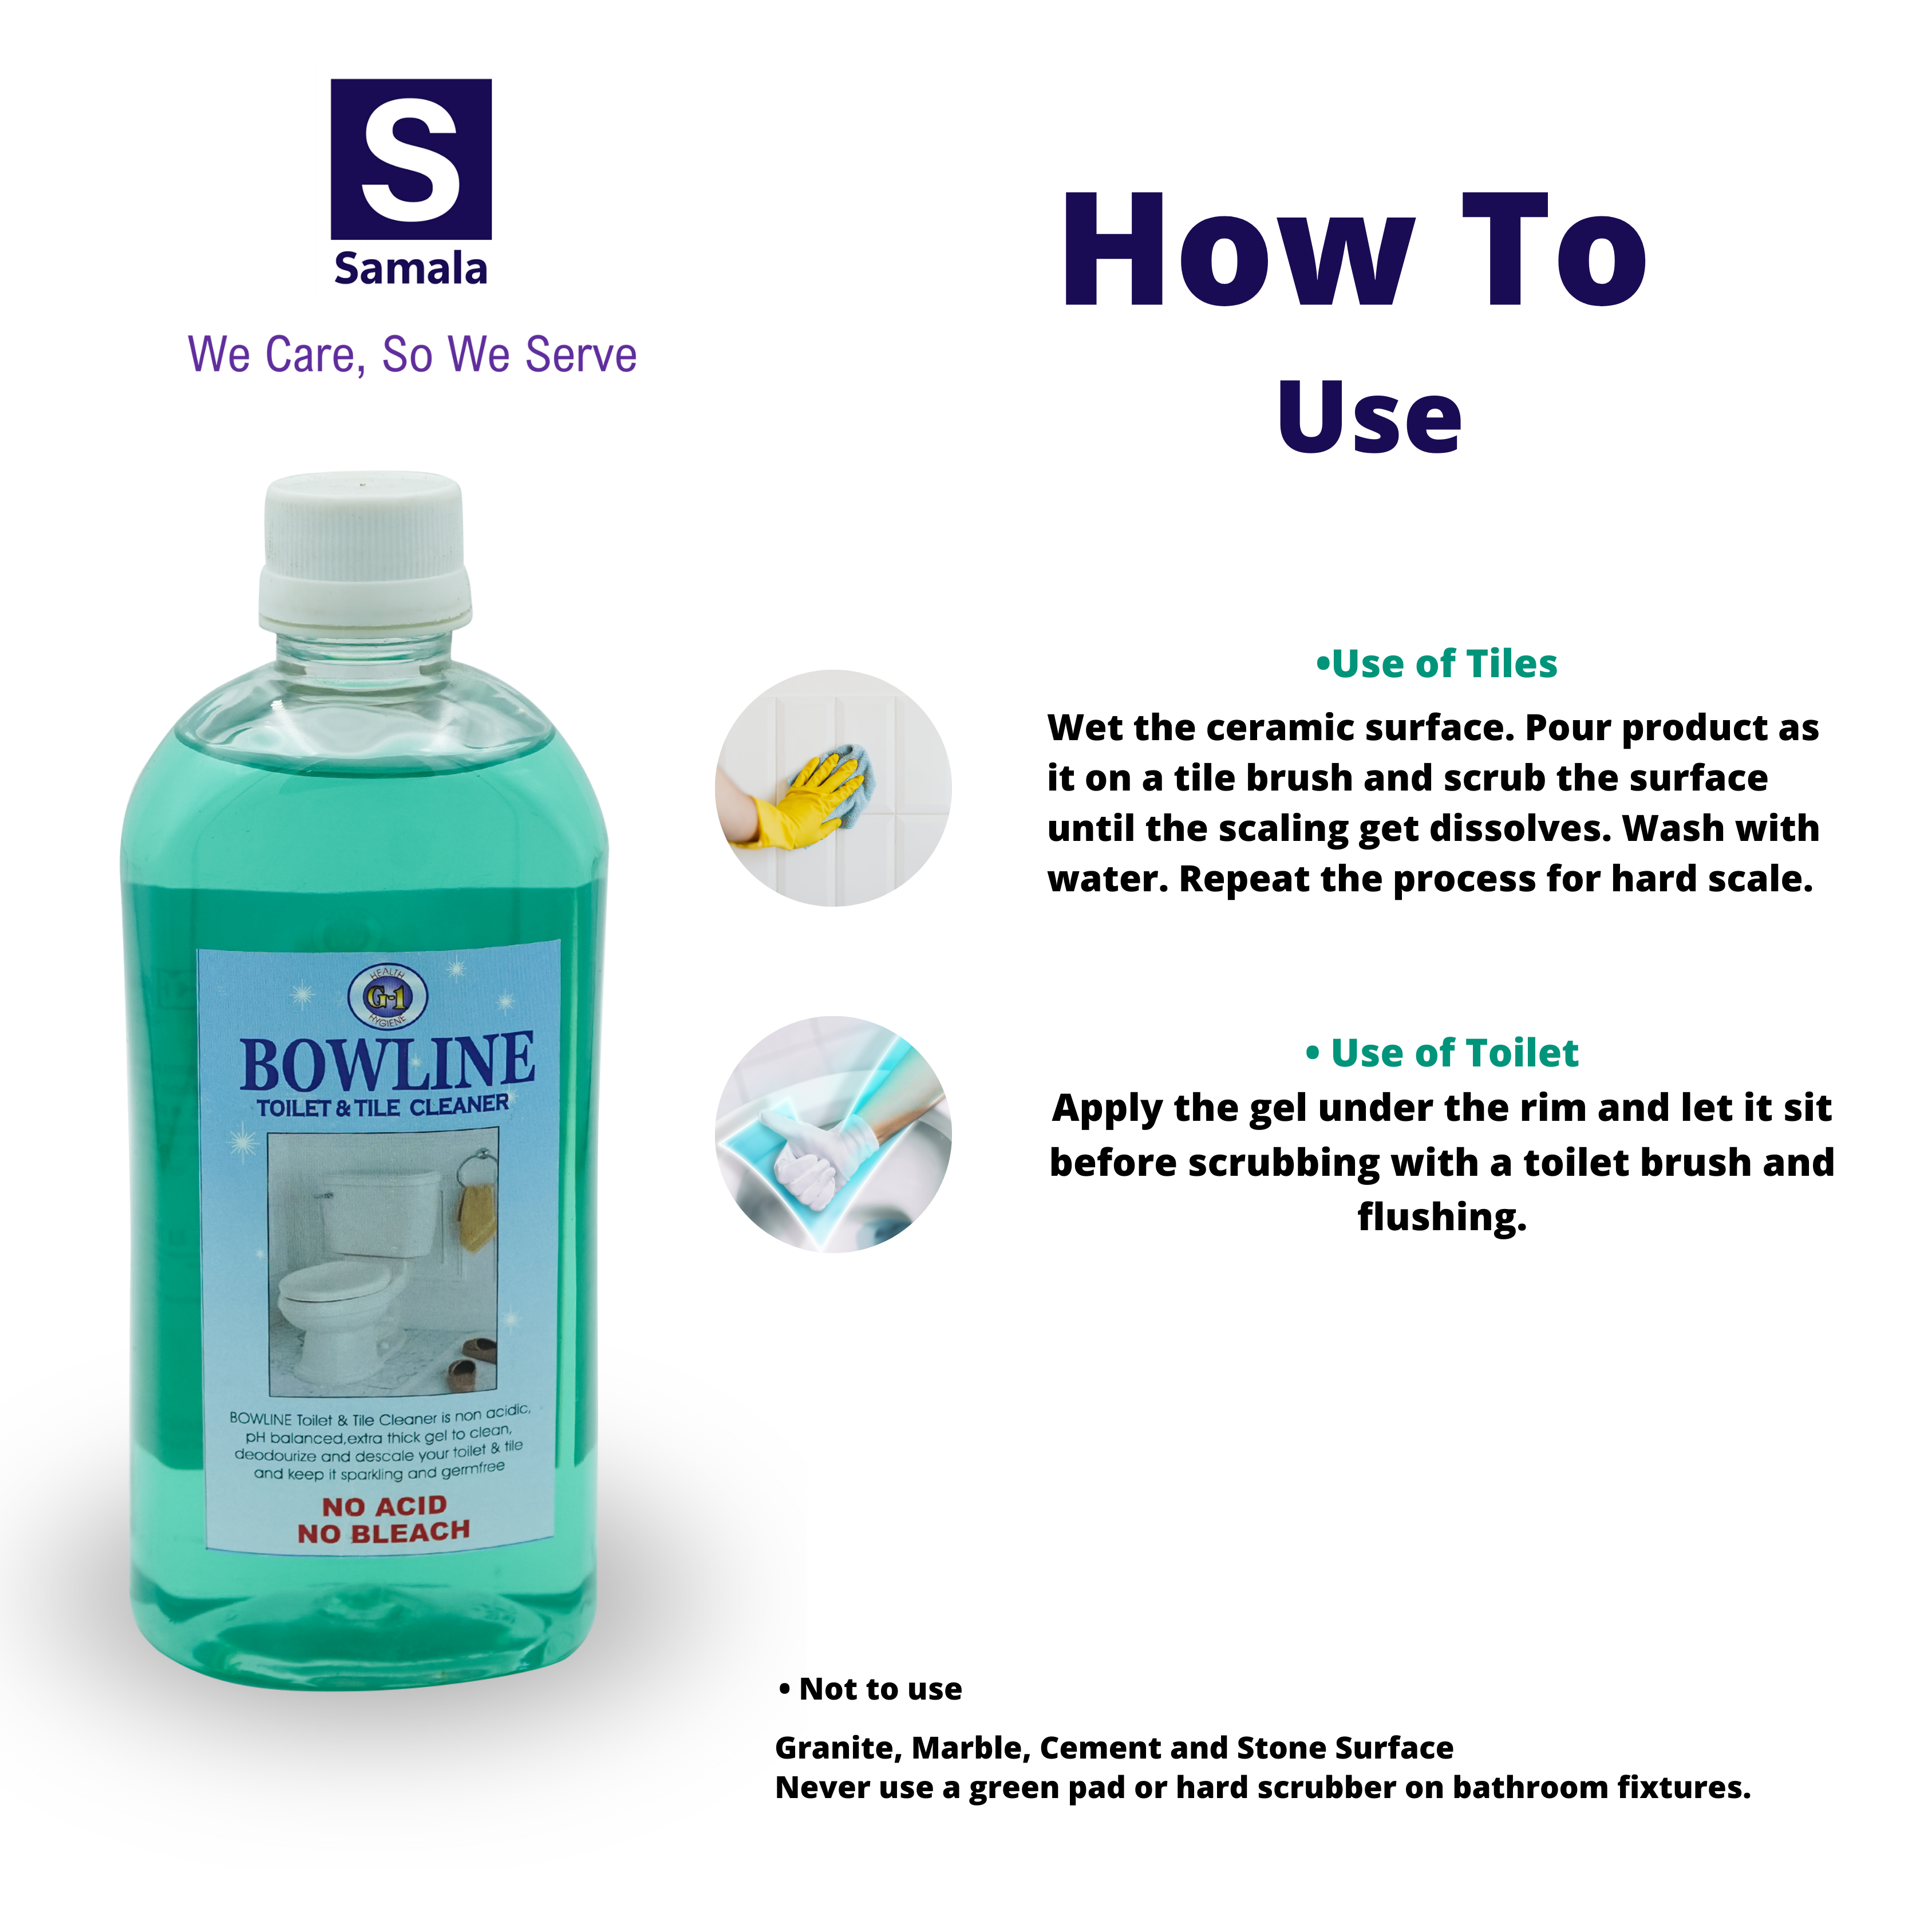 S
Samala
We Care, So We Serve
How To
Use
•Use of Tiles
Wet the ceramic surface. Pour product as
it on a tile brush and scrub the surface
until the scaling get dissolves. Wash with
water. Repeat the process for hard scale.
• Use of Toilet
Apply the gel under the rim and let it sit
before scrubbing with a toilet brush and
flushing.
HEALTH
G-1
HYGIENE
BOWLINE
TOILET & TILE CLEANER
BOWLINE Toilet & Tile Cleaner is non acidic,
pH balanced,extra thick gel to clean,
deodourize and descale your toilet & tile
and keep it sparkling and germfree
NO ACID
NO BLEACH
• Not to use
Granite, Marble, Cement and Stone Surface
Never use a green pad or hard scrubber on bathroom fixtures.